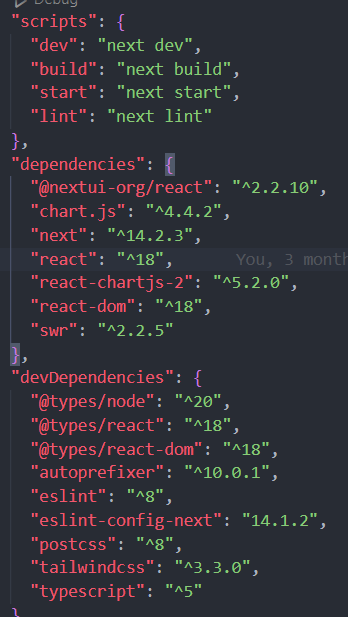 Debug
"scripts": {
"dev": "next dev",
"build": "next build",
"start": "next start",
"lint": "next lint"
},
"dependencies": {
"@nextui-org/react": "^2.2.10",
"chart.js": "^4.4.2",
"next": "^14.2.3",
"react": "^18", You, 3 month
"react-chartjs-2": "^5.2.0",
"react-dom": "^18",
"swr": "^2.2.5"
},
"devDependencies": {
"@types/node": "^20",
"@types/react": "^18",
"@types/react-dom": "^18",
"autoprefixer": "^10.0.1",
"eslint": "^8",
"eslint-config-next": "14.1.2",
"postcss": "^8",
"tailwindcss": "^3.3.0",
"typescript": "^5"
}